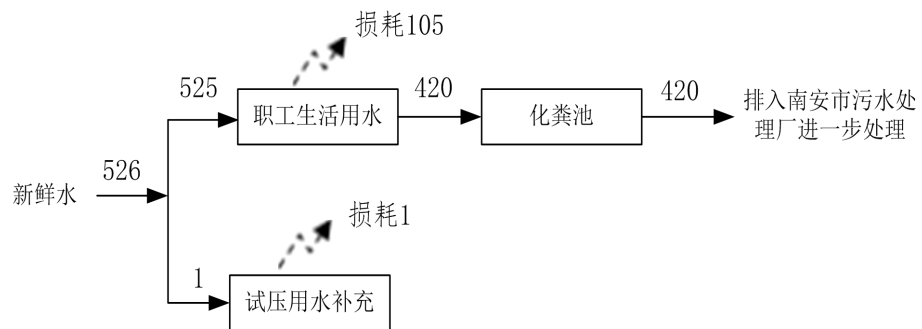 损耗105
525
职工生活用水
420
化粪池
420
排入南安市污水处
理厂进一步处理
新鲜水
526
损耗1
1
试压用水补充